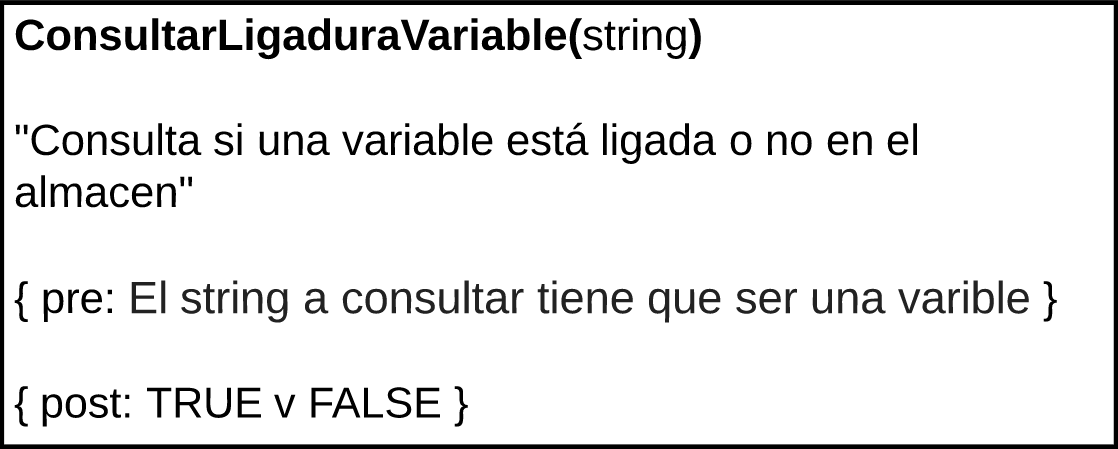 ConsultarLigaduraVariable(string)
"Consulta si una variable está ligada o no en el
almacen"
{ pre: El string a consultar tiene que ser una varible }
{ post: TRUE v FALSE }